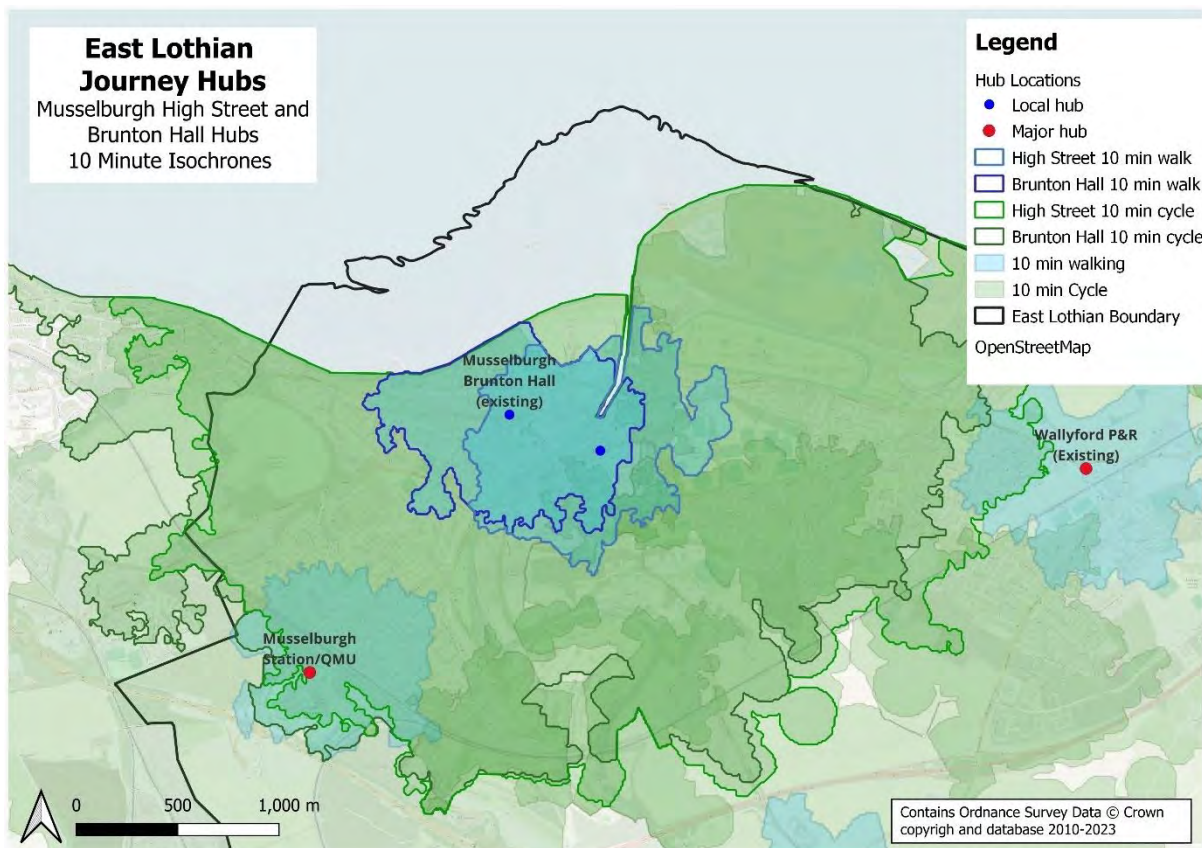 East Lothian
Journey Hubs
Musselburgh High Street and
Brunton Hall Hubs
10 Minute Isochrones
Legend
Hub Locations
Local hub
Major hub
High Street 10 min walk
Brunton Hall 10 min walk
High Street 10 min cycle
Brunton Hall 10 min cycle
10 min walking
10 min Cycle
East Lothian Boundary
OpenStreetMap
Musselburgh
Brunton Hall
(existing)
Wallyford P&R
(Existing)
Musselburgh
Station/QMU
0 500 1,000 m
Contains Ordnance Survey Data © Crown
copyrigh and database 2010-2023